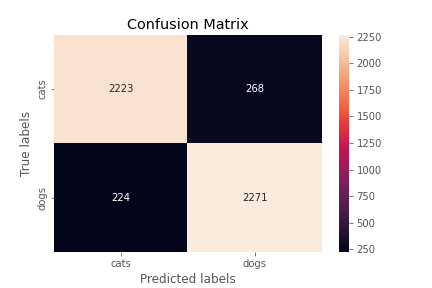 Confusion Matrix
True labels
cats
2223
268
dogs
224
2271
cats
dogs
Predicted labels
2250
2000
1750
1500
1250
1000
750
500
250